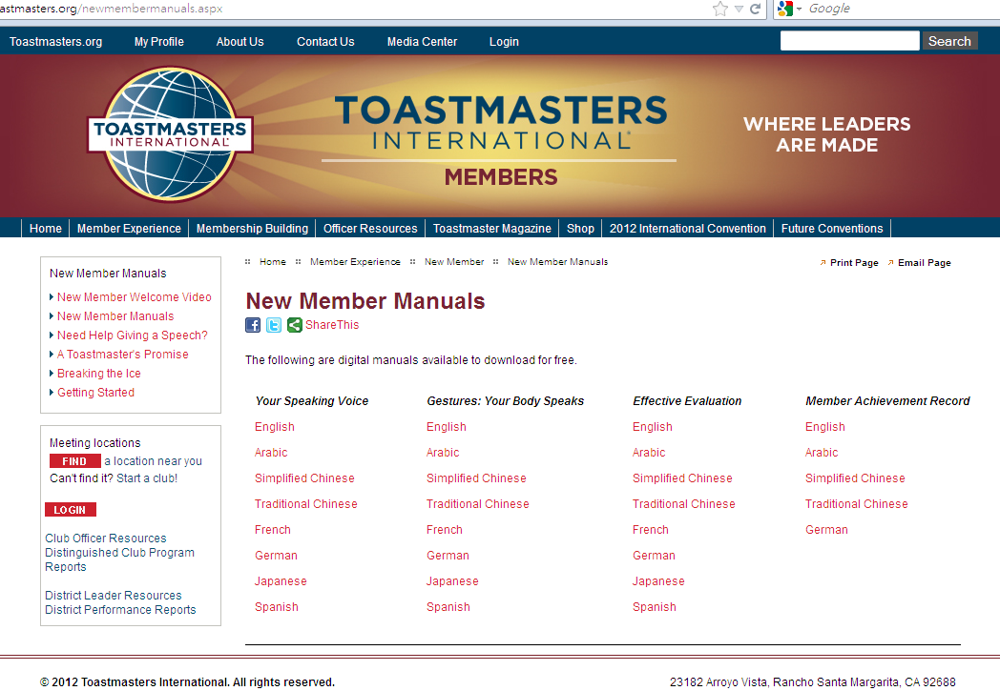 astmasters.org/newmembermanuals.aspx
Google
Toastmasters.org My Profile About Us Contact Us Media Center Login
Search
TOASTMASTERS
INTERNATIONAL
TOASTMASTERS
INTERNATIONAL
MEMBERS
WHERE LEADERS
ARE MADE
Home Member Experience Membership Building Officer Resources Toastmaster Magazine Shop 2012 International Convention Future Conventions
New Member Manuals
New Member Welcome Video
New Member Manuals
Need Help Giving a Speech?
A Toastmaster's Promise
Breaking the Ice
Getting Started
Meeting locations
FIND a location near you
Can't find it? Start a club!
LOGIN
Club Officer Resources
Distinguished Club Program
Reports
District Leader Resources
District Performance Reports
Home Member Experience New Member New Member Manuals
Print Page Email Page
New Member Manuals
ShareThis
The following are digital manuals available to download for free.
Your Speaking Voice Gestures: Your Body Speaks Effective Evaluation Member Achievement Record
English English English English
Arabic Arabic Arabic Arabic
Simplified Chinese Simplified Chinese Simplified Chinese Simplified Chinese
Traditional Chinese Traditional Chinese Traditional Chinese Traditional Chinese
French French French German
German German German
Japanese Japanese Japanese
Spanish Spanish Spanish
© 2012 Toastmasters International. All rights reserved.
23182 Arroyo Vista, Rancho Santa Margarita, CA 92688